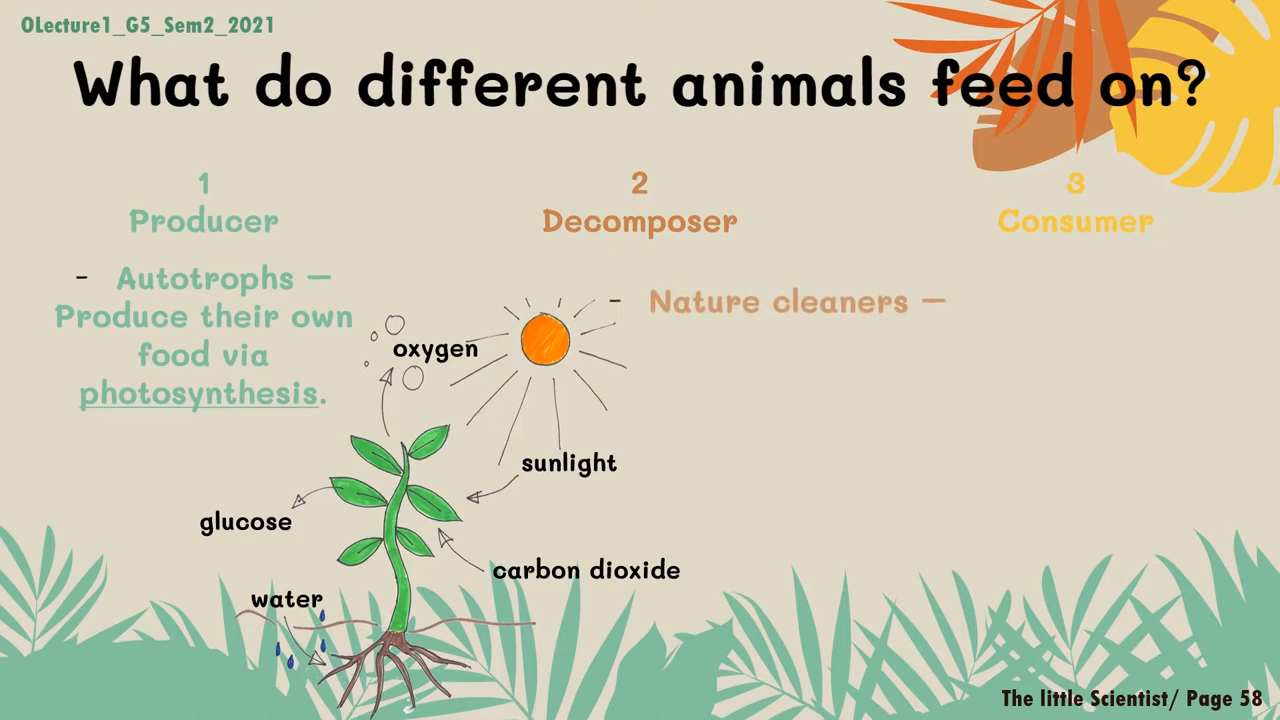 OLecture1_G5_Sem2_2021
What do different animals feed on?
1
Producer
- Autotrophs –
Produce their own
food via
photosynthesis.
2
Decomposer
- Nature cleaners –
3
Consumer
oxygen
sunlight
glucose
carbon dioxide
water
The little Scientist/ Page 58